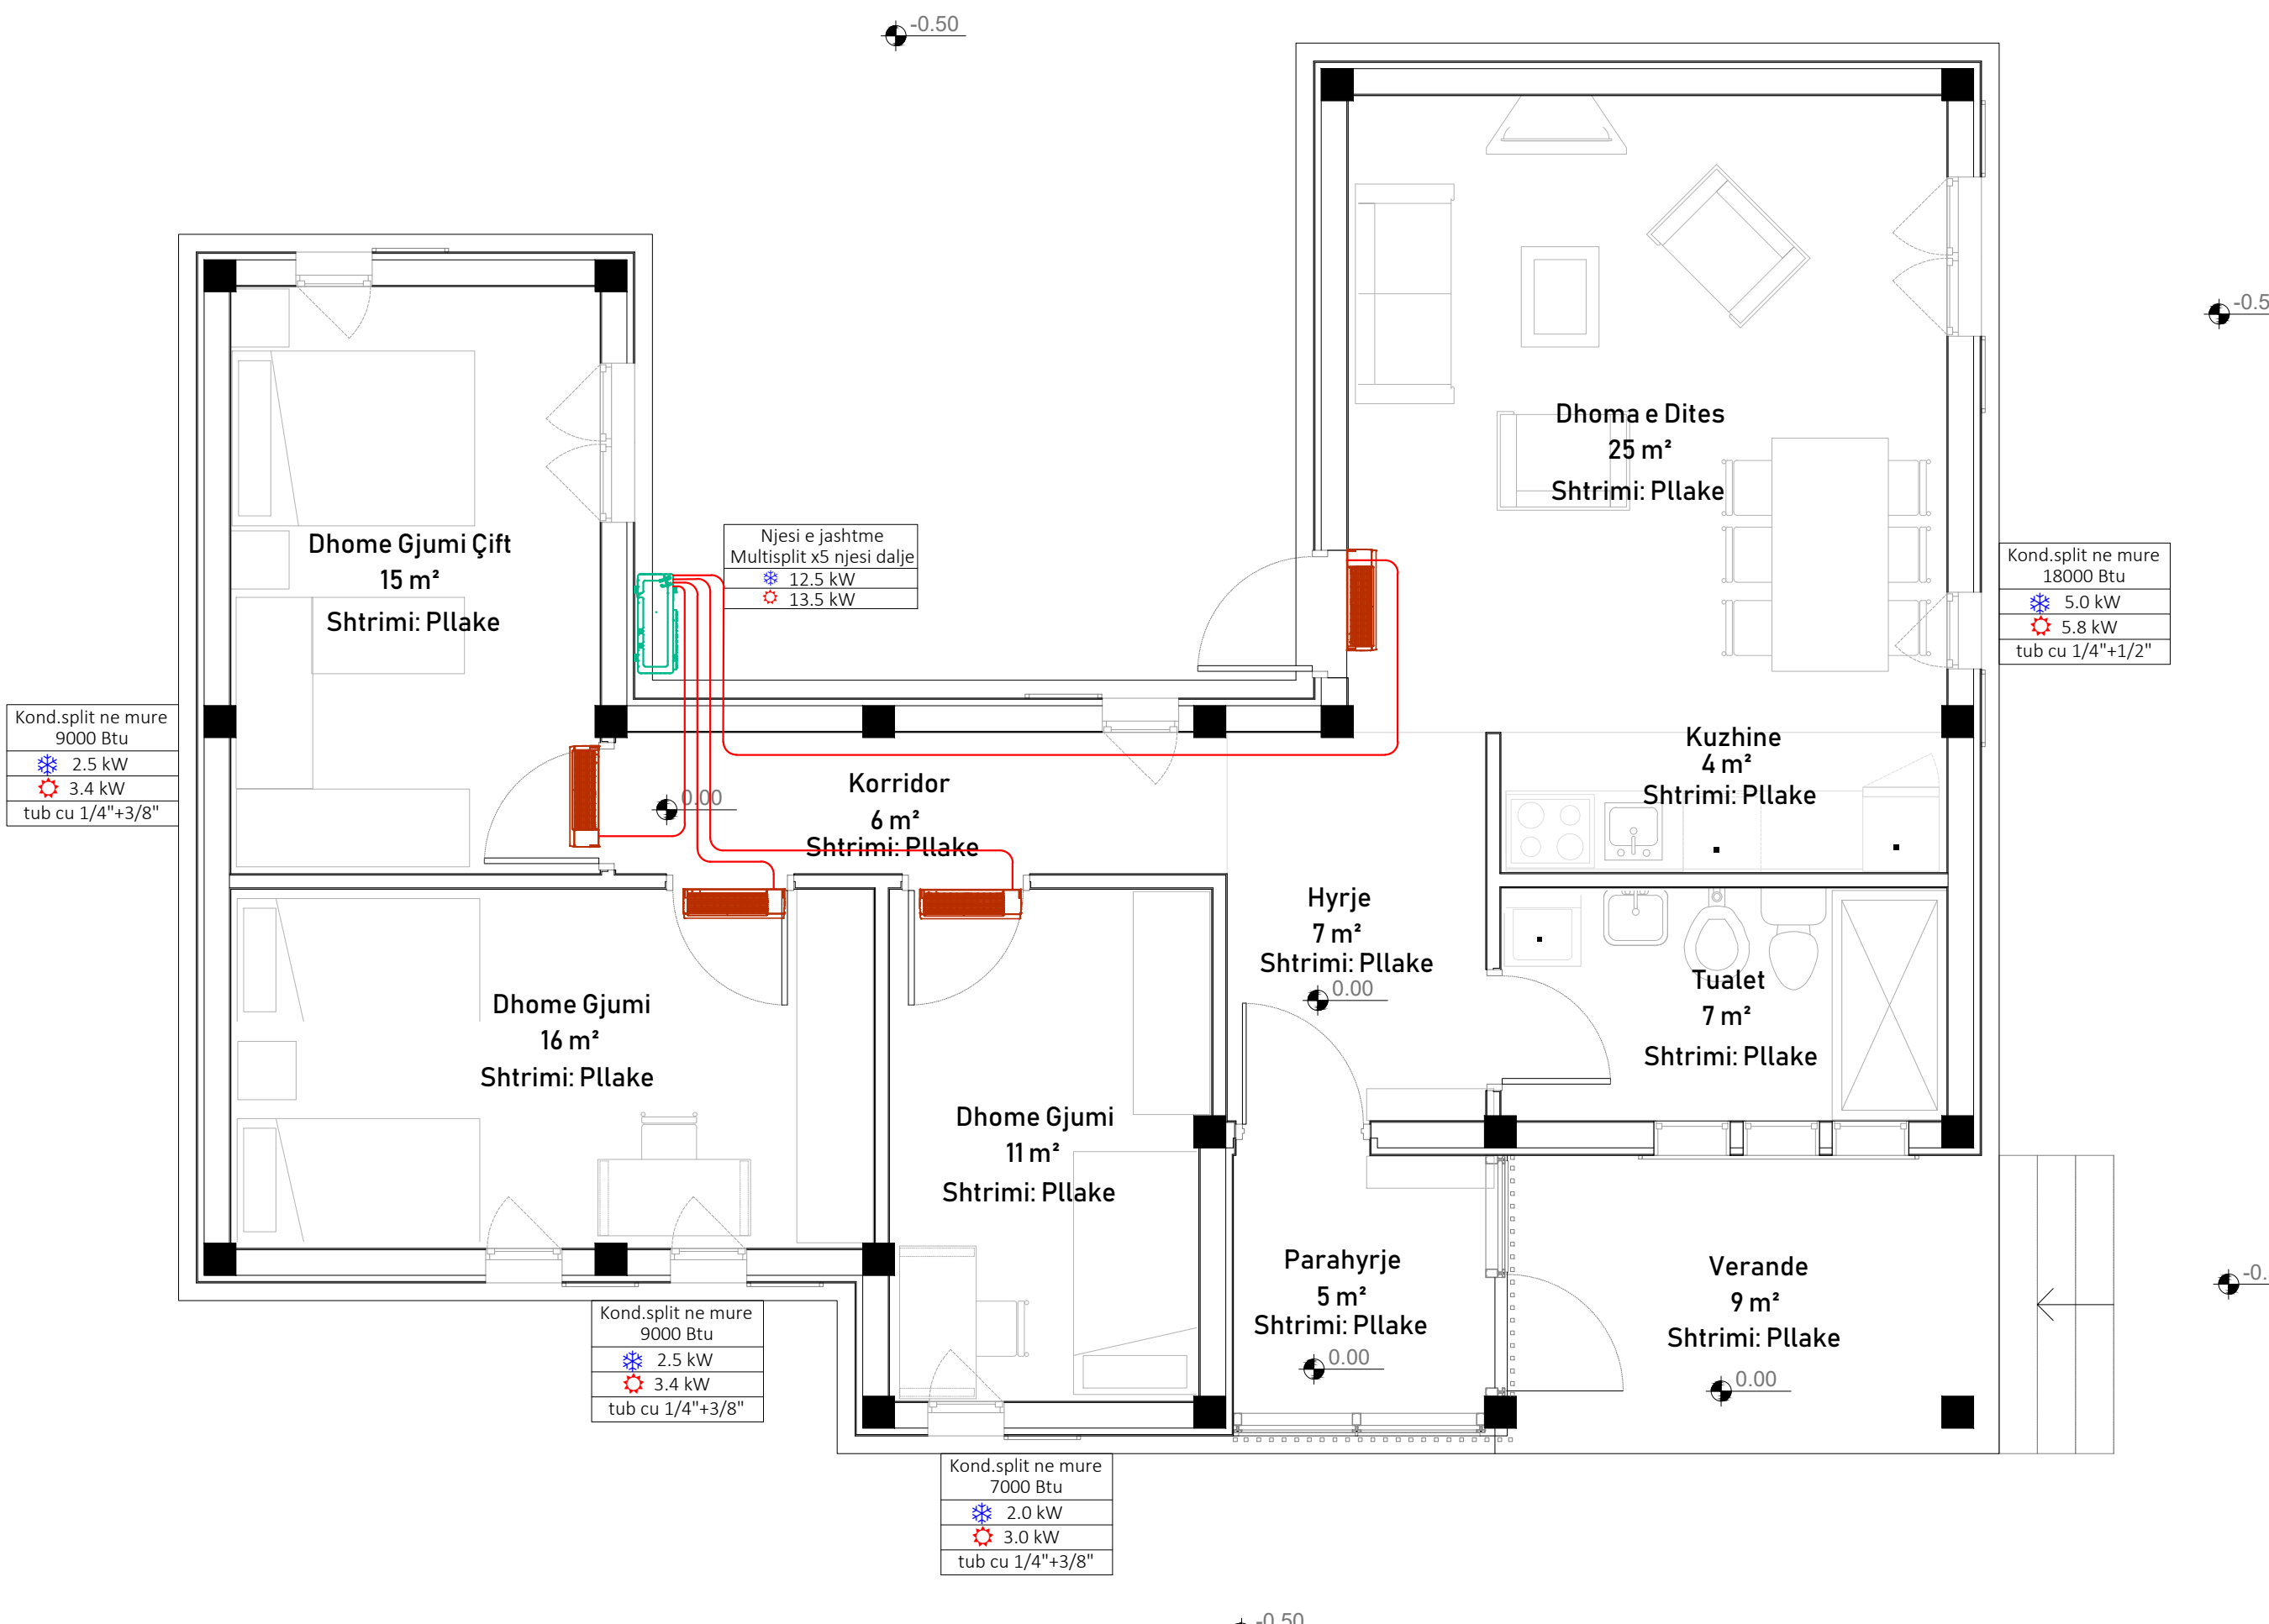 -0.50
Dhoma e Dites
25 m²
Shtrimi: Pllake
Dhome Gjumi Çift
15 m²
Shtrimi: Pllake
Njesi e jashtme
Multisplit x5 njesi dalje
12.5 kW
13.5 kW
Kond.split ne mure
18000 Btu
5.0 kW
5.8 kW
tub cu 1/4"+1/2"
Kond.split ne mure
9000 Btu
2.5 kW
3.4 kW
tub cu 1/4"+3/8"
0.00
Korridor
6 m²
Shtrimi: Pllake
Kuzhine
4 m²
Shtrimi: Pllake
Hyrje
7 m²
Shtrimi: Pllake
0.00
Tualet
7 m²
Shtrimi: Pllake
Dhome Gjumi
16 m²
Shtrimi: Pllake
Dhome Gjumi
11 m²
Shtrimi: Pllake
Parahyrje
5 m²
Shtrimi: Pllake
0.00
Verande
9 m²
Shtrimi: Pllake
0.00
Kond.split ne mure
9000 Btu
2.5 kW
3.4 kW
tub cu 1/4"+3/8"
Kond.split ne mure
7000 Btu
2.0 kW
3.0 kW
tub cu 1/4"+3/8"
-0.50